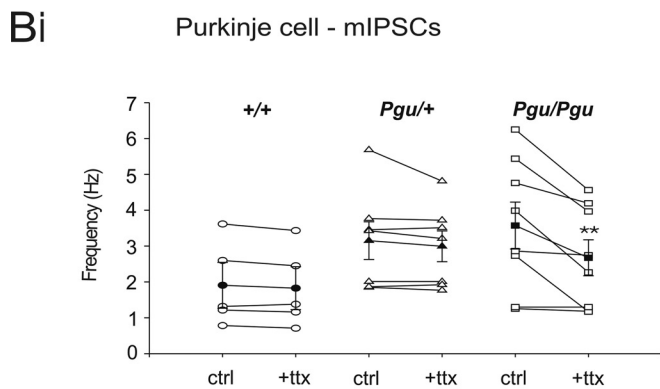 Bi
Purkinje cell - mIPSCs
+/+ Pgu/+ Pgu/Pgu
Frequency (Hz)
7
6
5
4
3
2
1
0
**
ctrl +ttx ctrl +ttx ctrl +ttx